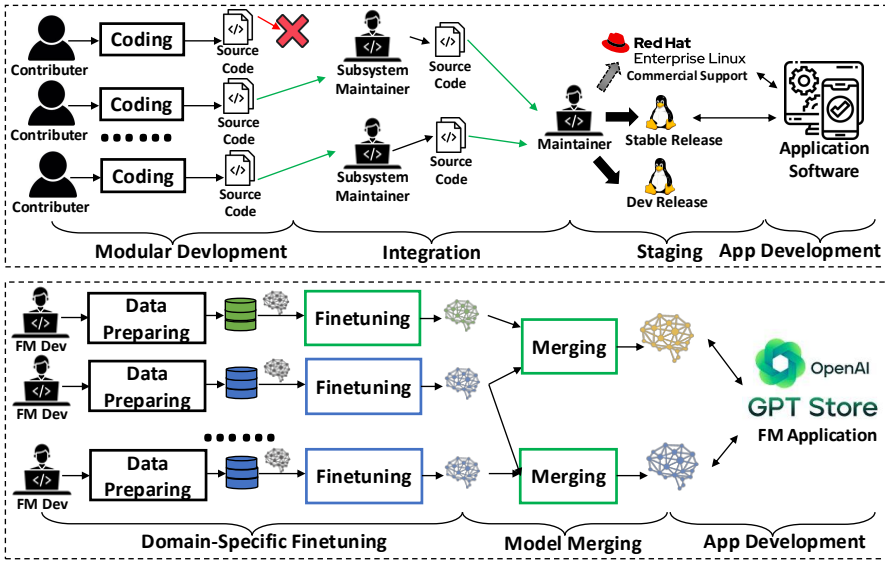 Contributer
Coding
Source
Code
Subsystem
Maintainer
Source
Code
Red Hat
Enterprise Linux
Commercial Support
Contributer
Coding
Source
Code
Maintainer
Stable Release
Application
Software
Contributer
Coding
Source
Code
Subsystem
Maintainer
Source
Code
Dev Release
Modular Devlopment
Integration
Staging
App Development
FM Dev
Data
Preparing
Finetuning
Merging
FM Dev
Data
Preparing
Finetuning
OpenAI
GPT Store
FM Application
FM Dev
Data
Preparing
Finetuning
Merging
Domain-Specific Finetuning
Model Merging
App Development